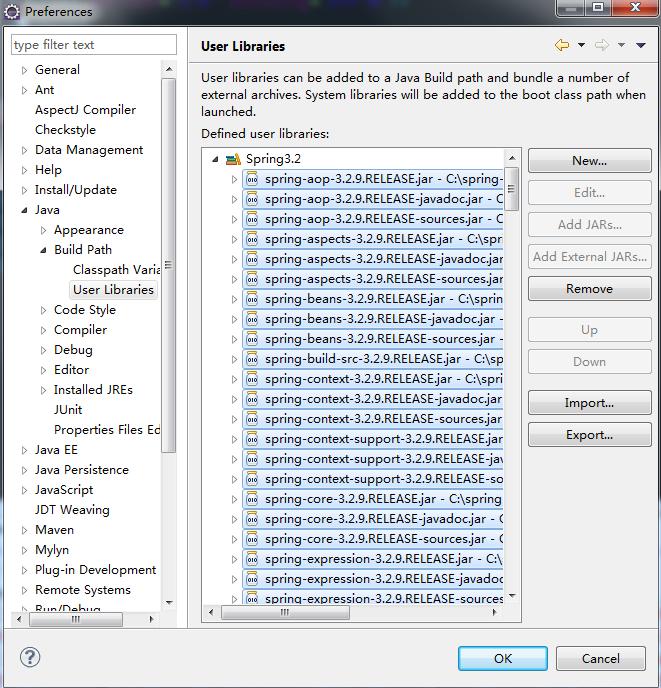 Preferences
type filter text
General
Ant
AspectJ Compiler
Checkstyle
Data Management
Help
Install/Update
Java
Appearance
Build Path
Classpath Varia
User Libraries
Code Style
Compiler
Debug
Editor
Installed JREs
JUnit
Properties Files Ed
Java EE
Java Persistence
JavaScript
JDT Weaving
Maven
Mylyn
Plug-in Development
Remote Systems
Run/Debug
User Libraries
User libraries can be added to a Java Build path and bundle a number of
external archives. System libraries will be added to the boot class path when
launched.
Defined user libraries:
Spring3.2
spring-aop-3.2.9.RELEASE.jar - C:\spring-
spring-aop-3.2.9.RELEASE-javadoc.jar - C
spring-aop-3.2.9.RELEASE-sources.jar - C
spring-aspects-3.2.9.RELEASE.jar - C:\spri
spring-aspects-3.2.9.RELEASE-javadoc.jar
spring-aspects-3.2.9.RELEASE-sources.jar
spring-beans-3.2.9.RELEASE.jar - C:\sprin
spring-beans-3.2.9.RELEASE-javadoc.jar -
spring-beans-3.2.9.RELEASE-sources.jar -
spring-build-src-3.2.9.RELEASE.jar - C:\sp
spring-context-3.2.9.RELEASE.jar - C:\spri
spring-context-3.2.9.RELEASE-javadoc.jar
spring-context-3.2.9.RELEASE-sources.jar
spring-context-support-3.2.9.RELEASE.jar
spring-context-support-3.2.9.RELEASE-jav
spring-context-support-3.2.9.RELEASE-so
spring-core-3.2.9.RELEASE.jar - C:\spring
spring-core-3.2.9.RELEASE-javadoc.jar - C
spring-core-3.2.9.RELEASE-sources.jar - C
spring-expression-3.2.9.RELEASE.jar - C:\
spring-expression-3.2.9.RELEASE-javadoc
spring-expression-3.2.9.RELEASE-sources
New...
Edit...
Add JARs...
Add External JARs...
Remove
Up
Down
Import...
Export...
OK
Cancel